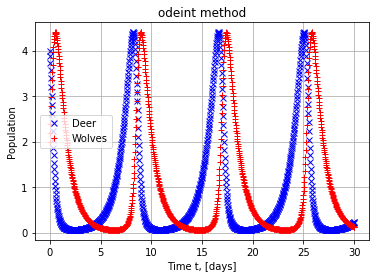 odeint method
Population
4
3
2
1
0
Deer
Wolves
0 5 10 15 20 25 30
Time t, [days]